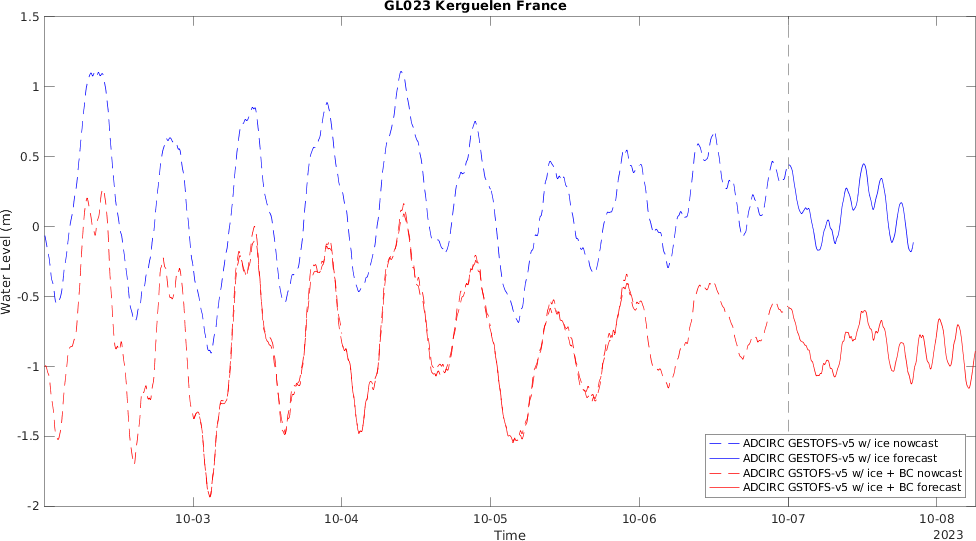 GL023 Kerguelen France
1.5
1
0.5
0
-0.5
-1
-1.5
-2
Water Level (m)
10-03
10-04
10-05
10-06
10-07
10-08
Time
2023
ADCIRC GESTOFS-v5 w/ ice nowcast
ADCIRC GESTOFS-v5 w/ ice forecast
ADCIRC GSTOFS-v5 w/ ice + BC nowcast
ADCIRC GSTOFS-v5 w/ ice + BC forecast